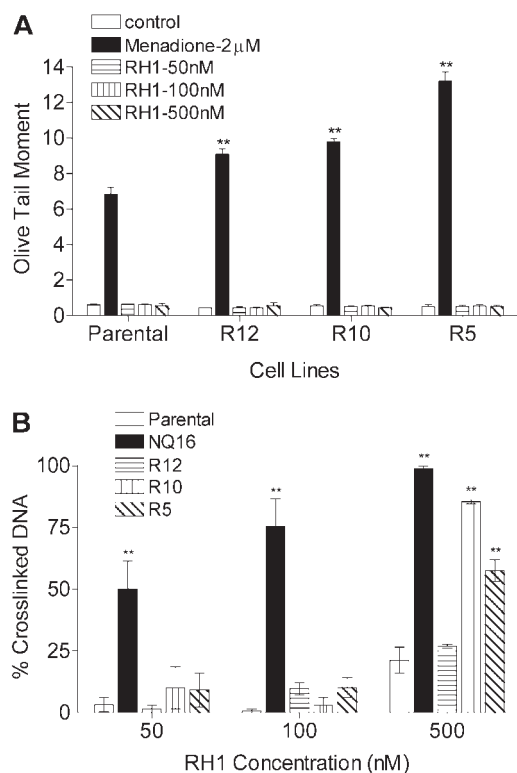 A
control
Menadione-2μM
RH1-50nM
RH1-100nM
RH1-500nM
Olive Tail Moment
14
12
10
8
6
4
2
0
**
**
**
Parental R12 R10 R5
Cell Lines
B
Parental
NQ16
R12
R10
R5
% Crosslinked DNA
100
75
50
25
0
**
**
**
**
**
50 100 500
RH1 Concentration (nM)